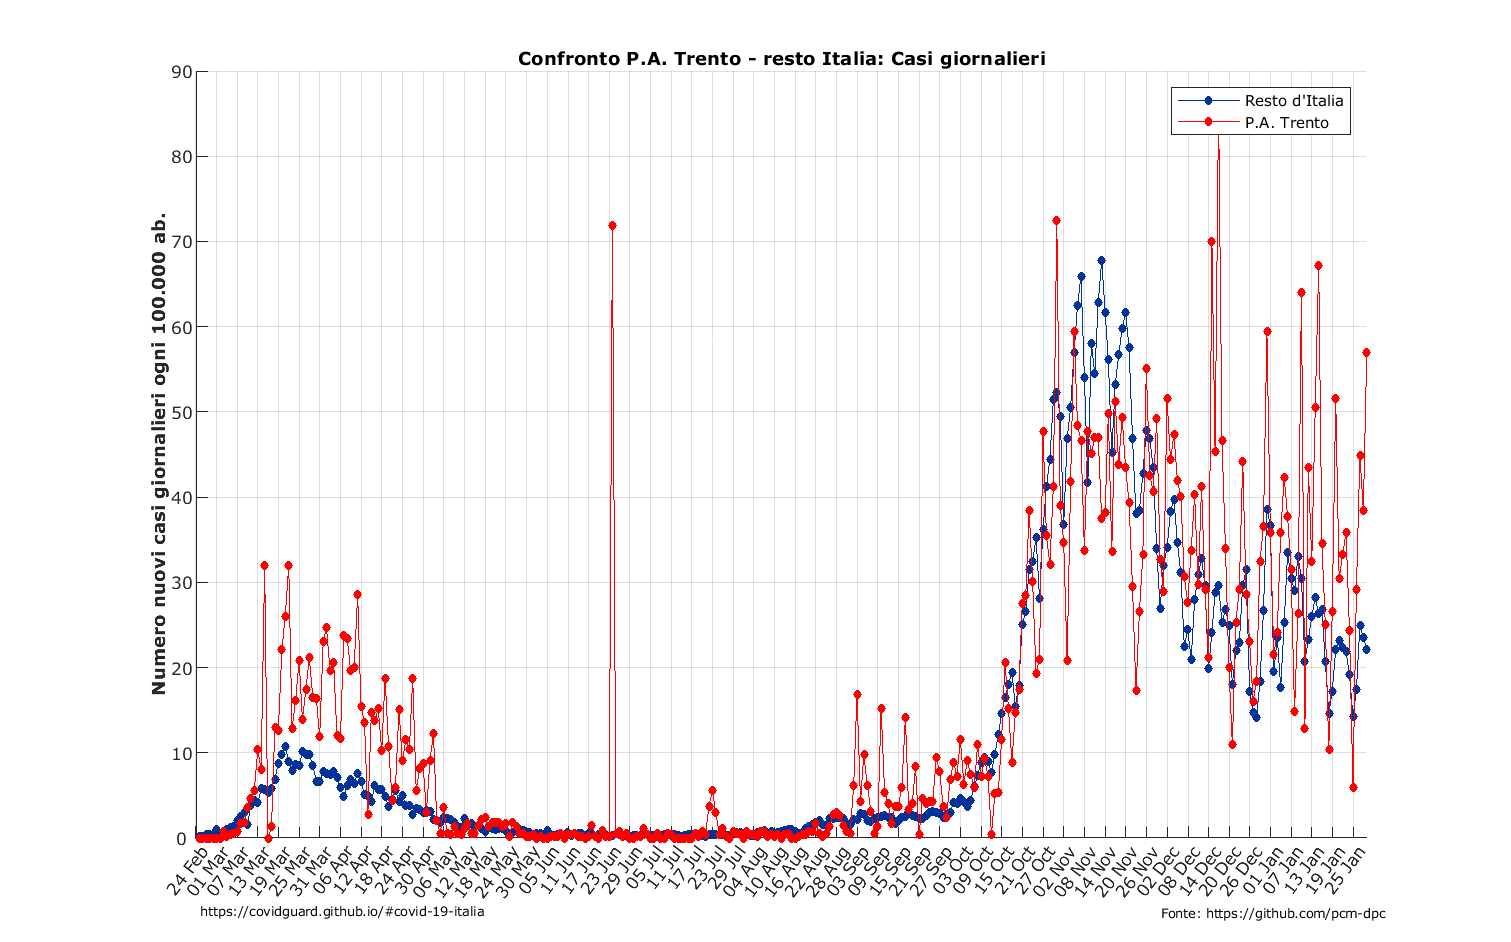 Confronto P.A. Trento - resto Italia: Casi giornalieri
Numero nuovi casi giornalieri ogni 100.000 ab.
90
80
70
60
50
40
30
20
10
0
Resto d'Italia
P.A. Trento
24 Feb
01 Mar
07 Mar
13 Mar
19 Mar
25 Mar
31 Mar
06 Apr
12 Apr
18 Apr
24 Apr
30 Apr
06 May
12 May
18 May
24 May
30 May
05 Jun
11 Jun
17 Jun
23 Jun
29 Jun
05 Jul
11 Jul
17 Jul
23 Jul
29 Jul
04 Aug
10 Aug
16 Aug
22 Aug
28 Aug
03 Sep
09 Sep
15 Sep
21 Sep
27 Sep
03 Oct
09 Oct
15 Oct
21 Oct
27 Oct
02 Nov
08 Nov
14 Nov
20 Nov
26 Nov
02 Dec
08 Dec
14 Dec
20 Dec
26 Dec
01 Jan
07 Jan
13 Jan
19 Jan
25 Jan
https://covidguard.github.io/#covid-19-italia
Fonte: https://github.com/pcm-dpc